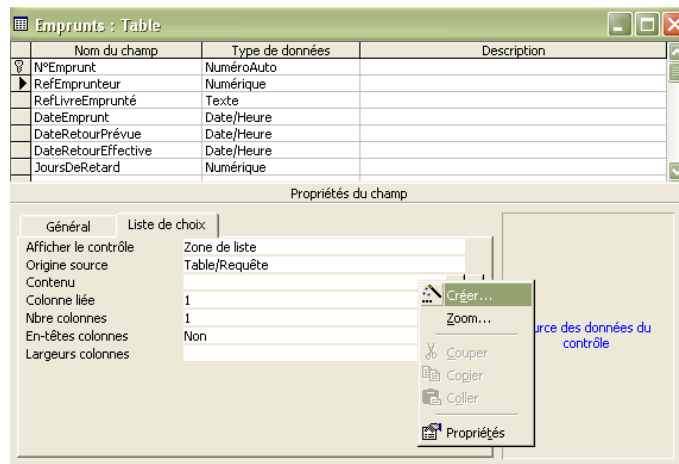 Emprunts : Table
Nom du champ Type de données Description
N°Emprunt NuméroAuto
RefEmprunteur Numérique
RefLivreEmprunté Texte
DateEmprunt Date/Heure
DateRetourPrévue Date/Heure
DateRetourEffective Date/Heure
JoursDeRetard Numérique
Propriétés du champ
Général Liste de choix
Afficher le contrôle Zone de liste
Origine source Table/Requête
Contenu
Colonne liée 1
Nbre colonnes 1
En-têtes colonnes Non
Largeurs colonnes
Créer...
Zoom...
Couper
Copier
Coller
Propriétés
urce des données du
contrôle